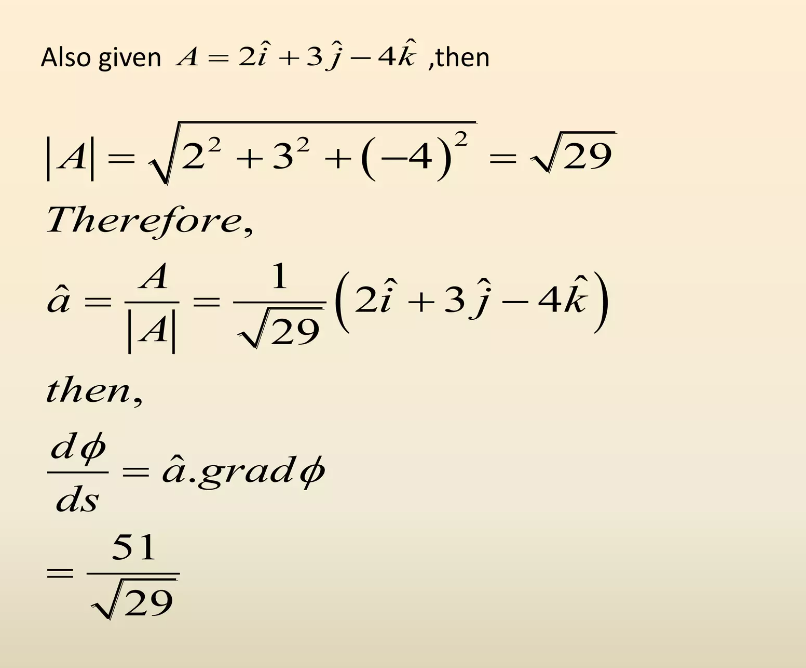 Also given A = 2î + 3ĵ − 4k̂ ,then
|A| = √(2² + 3² + (−4)²) = √29
Therefore,
â = A/|A| = 1/√29 (2î + 3ĵ − 4k̂)
then,
dϕ/ds = â.gradϕ
= 51/√29